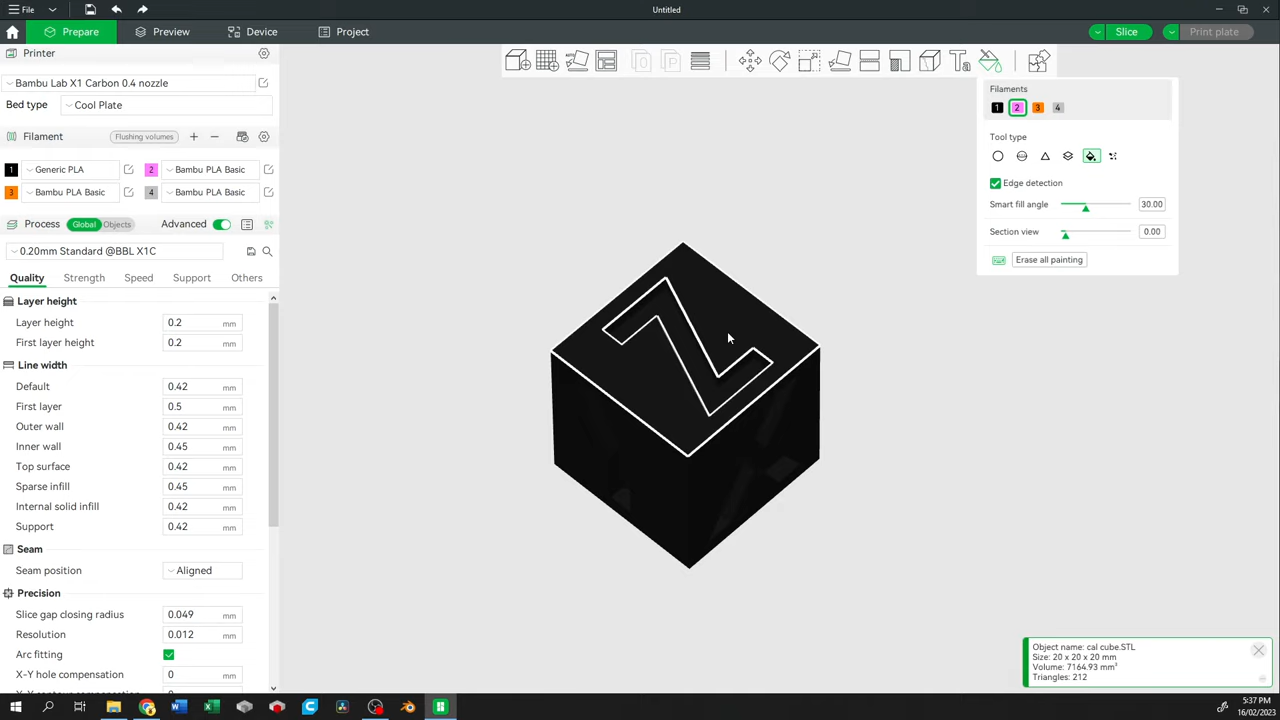 File
Untitled
Prepare
Preview
Device
Project
Slice
Print plate
Printer
Bambu Lab X1 Carbon 0.4 nozzle
Bed type
Cool Plate
Filament
Flushing volumes
1 Generic PLA
2 Bambu PLA Basic
3 Bambu PLA Basic
4 Bambu PLA Basic
Process Global Objects Advanced
0.20mm Standard @BBL X1C
Quality Strength Speed Support Others
Layer height
Layer height 0.2 mm
First layer height 0.2 mm
Line width
Default 0.42 mm
First layer 0.5 mm
Outer wall 0.42 mm
Inner wall 0.45 mm
Top surface 0.42 mm
Sparse infill 0.45 mm
Internal solid infill 0.42 mm
Support 0.42 mm
Seam
Seam position Aligned
Precision
Slice gap closing radius 0.049 mm
Resolution 0.012 mm
Arc fitting
X-Y hole compensation 0 mm
X-Y contour compensation 0 mm
Filaments
1 2 3 4
Tool type
Edge detection
Smart fill angle 30.00
Section view 0.00
Erase all painting
Z
Object name: cal cube.STL
Size: 20 x 20 x 20 mm
Volume: 7164.93 mm³
Triangles: 212
5:37 PM
16/02/2023